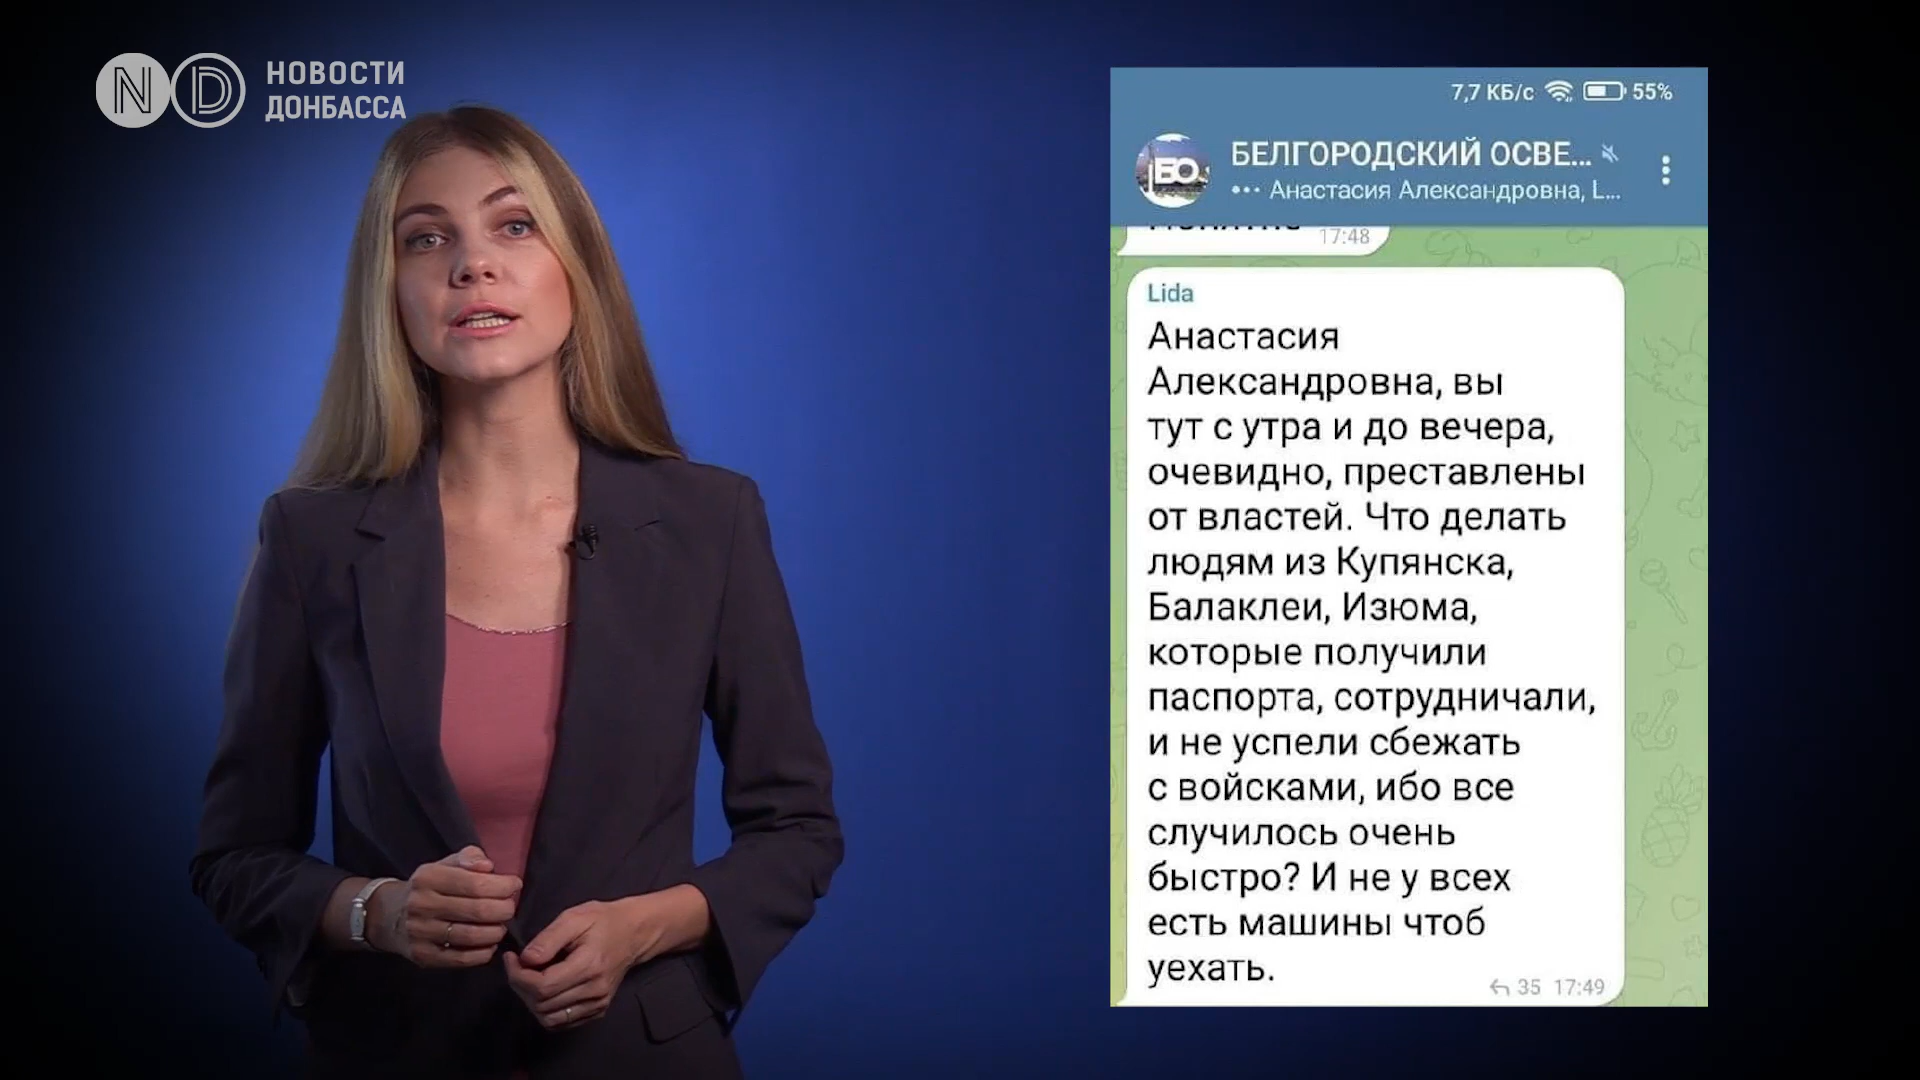 ND
НОВОСТИ
ДОНБАССА
7,7 КБ/с
55%
БО
БЕЛГОРОДСКИЙ ОСВЕ...
Анастасия Александровна, L...
17:48
Lida
Анастасия
Александровна, вы
тут с утра и до вечера,
очевидно, преставлены
от властей. Что делать
людям из Купянска,
Балаклеи, Изюма,
которые получили
паспорта, сотрудничали,
и не успели сбежать
с войсками, ибо все
случилось очень
быстро? И не у всех
есть машины чтоб
уехать.
35 17:49